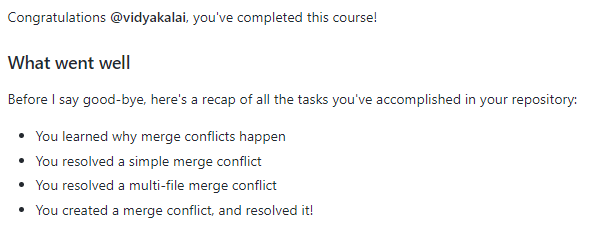 Congratulations @vidyakalai, you've completed this course!
What went well
Before I say good-bye, here's a recap of all the tasks you've accomplished in your repository:
• You learned why merge conflicts happen
• You resolved a simple merge conflict
• You resolved a multi-file merge conflict
• You created a merge conflict, and resolved it!